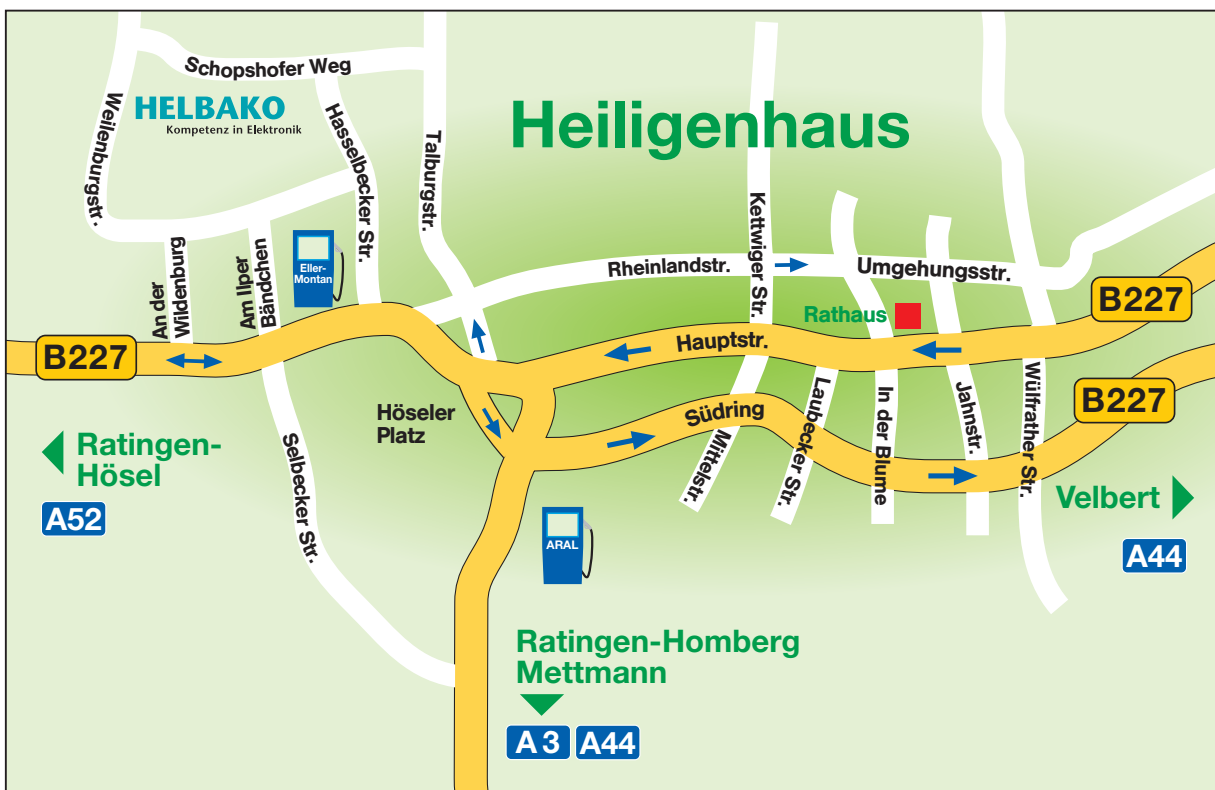 Schopshofer Weg
HELBAKO
Kompetenz in Elektronik
Weilenburgstr.
Hasselbecker Str.
Talburgstr.
Heiligenhaus
Kettwiger Str.
An der
Wildenburg
Am Ilper
Bändchen
Eller-
Montan
Rheinlandstr.
Umgehungsstr.
Rathaus
B227
B227
Hauptstr.
B227
Höseler
Platz
Südring
Mittelstr.
Laubecker Str.
In der Blume
Jahnstr.
Wülfrather Str.
Ratingen-
Hösel
A52
Selbecker Str.
ARAL
Velbert
A44
Ratingen-Homberg
Mettmann
A 3
A44